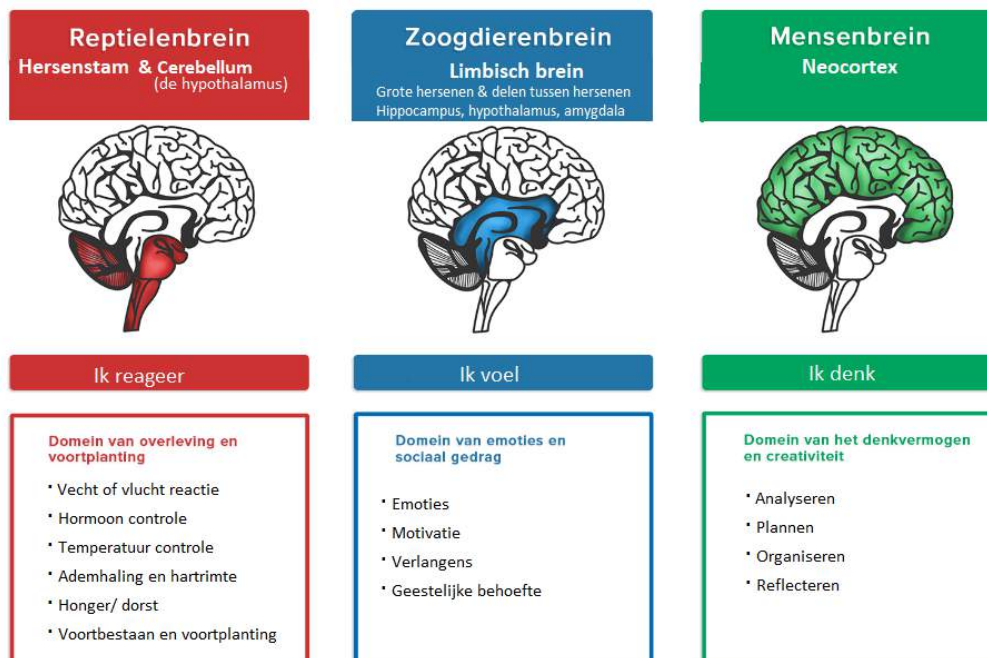 Reptielenbrein
Hersenstam & Cerebellum
(de hypothalamus)
Ik reageer
Domein van overleving en
voortplanting
· Vecht of vlucht reactie
· Hormoon controle
· Temperatuur controle
· Ademhaling en hartrimte
· Honger/ dorst
· Voortbestaan en voortplanting
Zoogdierenbrein
Limbisch brein
Grote hersenen & delen tussen hersenen
Hippocampus, hypothalamus, amygdala
Ik voel
Domein van emoties en
sociaal gedrag
· Emoties
· Motivatie
· Verlangens
· Geestelijke behoefte
Mensenbrein
Neocortex
Ik denk
Domein van het denkvermogen
en creativiteit
· Analyseren
· Plannen
· Organiseren
· Reflecteren